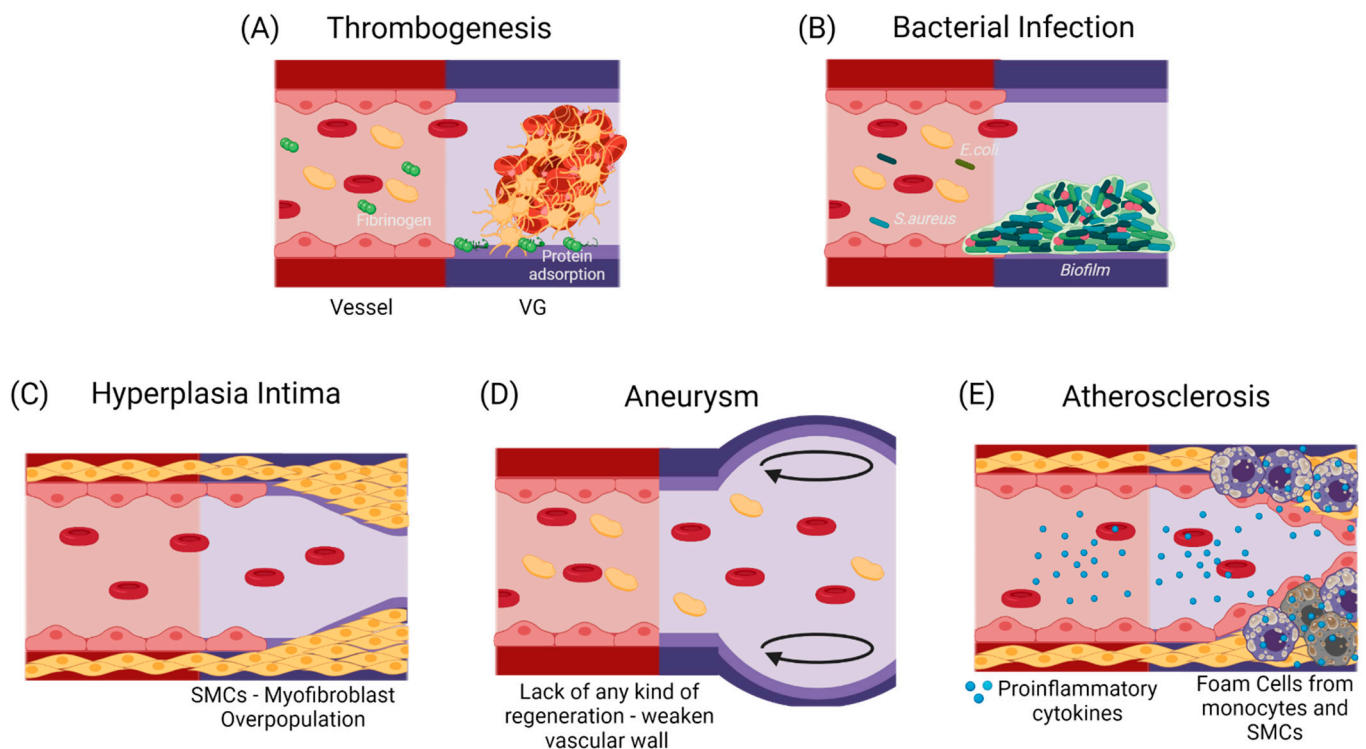 (A) Thrombogenesis
Fibrinogen
Protein
adsorption
Vessel
VG
(B) Bacterial Infection
E.coli
S.aureus
Biofilm
(C) Hyperplasia Intima
SMCs - Myofibroblast
Overpopulation
(D) Aneurysm
Lack of any kind of
regeneration - weaken
vascular wall
(E) Atherosclerosis
Proinflammatory
cytokines
Foam Cells from
monocytes and
SMCs